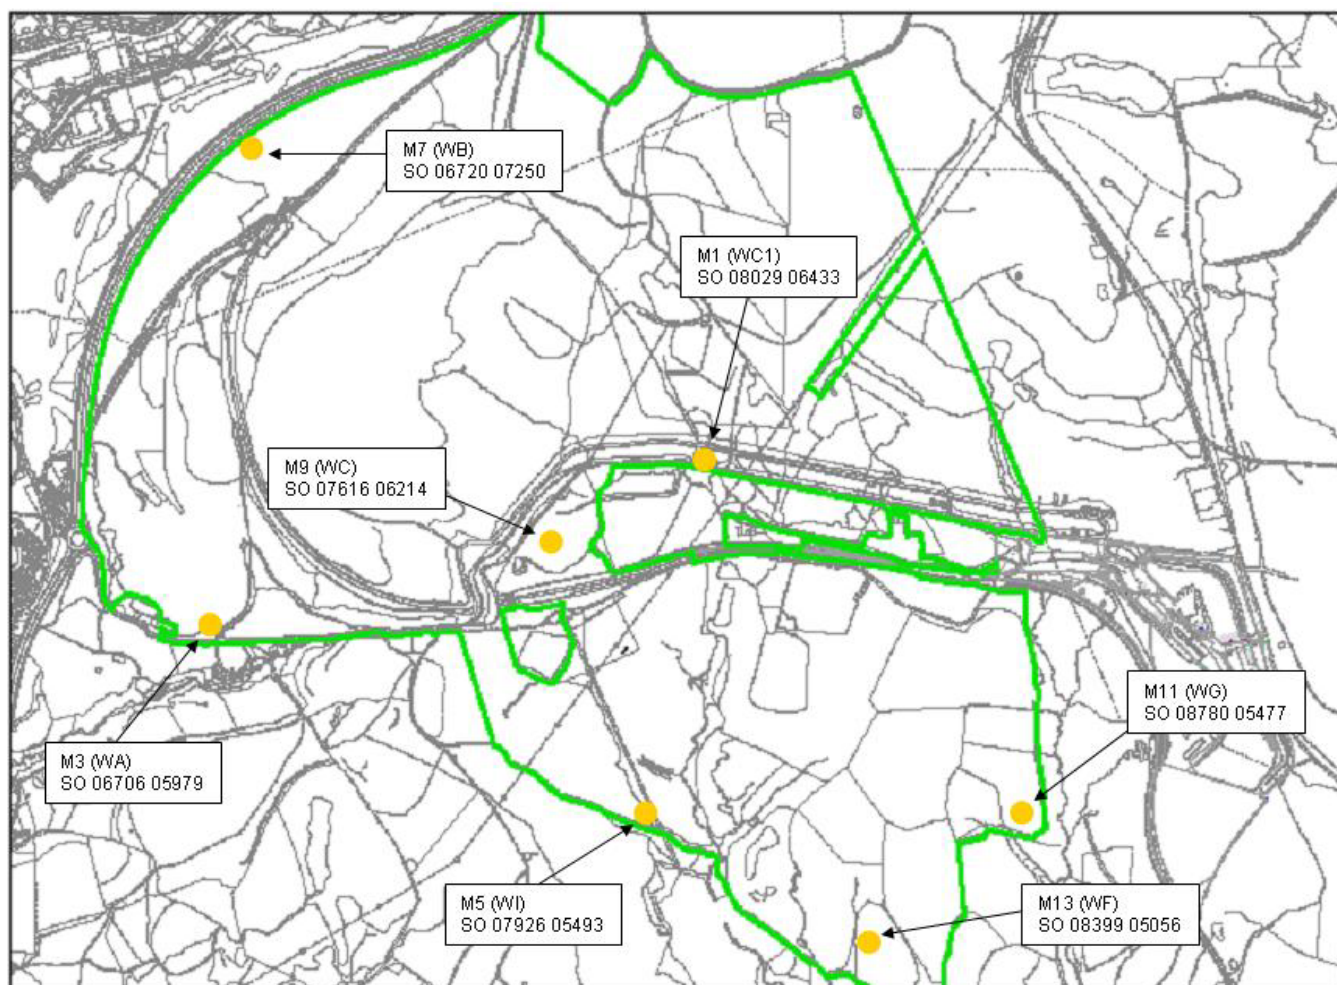 M7 (WB)
SO 06720 07250
M1 (WC1)
SO 08029 06433
M9 (WC)
SO 07616 06214
M11 (WG)
SO 08780 05477
M3 (WA)
SO 06706 05979
M5 (WI)
SO 07926 05493
M13 (WF)
SO 08399 05056